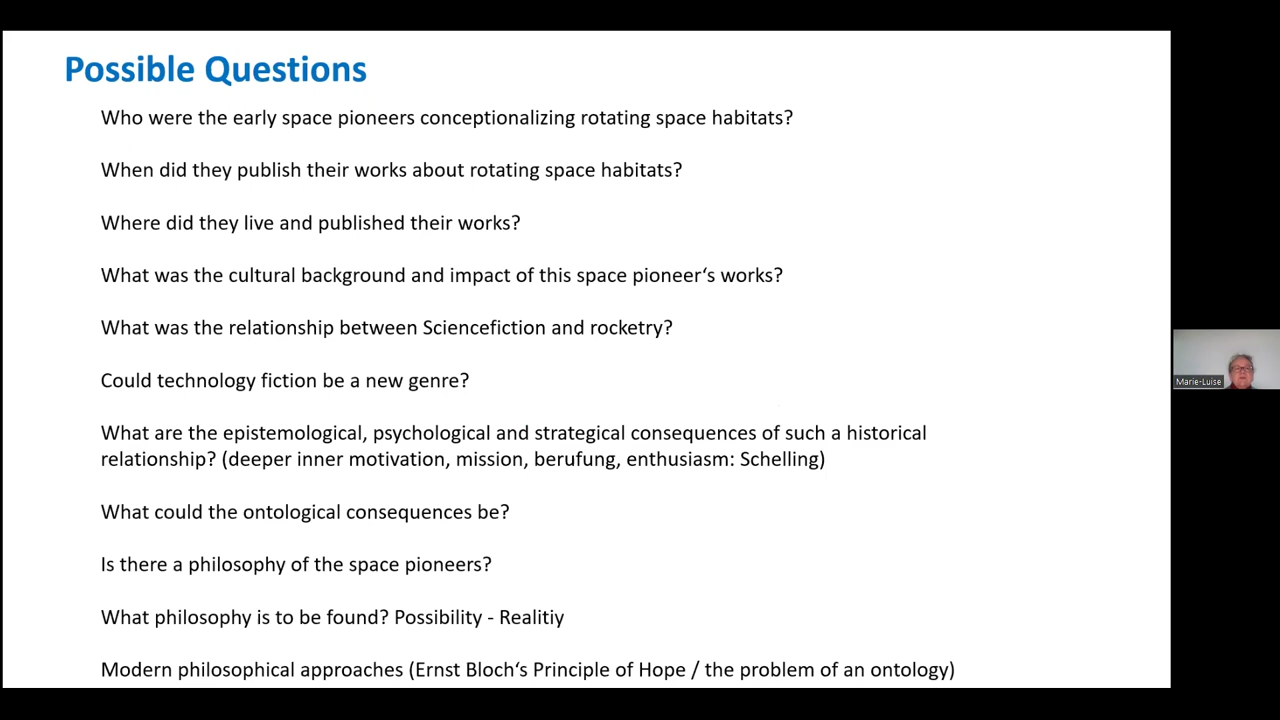 Possible Questions
Who were the early space pioneers conceptionalizing rotating space habitats?
When did they publish their works about rotating space habitats?
Where did they live and published their works?
What was the cultural background and impact of this space pioneer‘s works?
What was the relationship between Sciencefiction and rocketry?
Could technology fiction be a new genre?
What are the epistemological, psychological and strategical consequences of such a historical
relationship? (deeper inner motivation, mission, berufung, enthusiasm: Schelling)
What could the ontological consequences be?
Is there a philosophy of the space pioneers?
What philosophy is to be found? Possibility - Realitiy
Modern philosophical approaches (Ernst Bloch‘s Principle of Hope / the problem of an ontology)
Marie-Luise